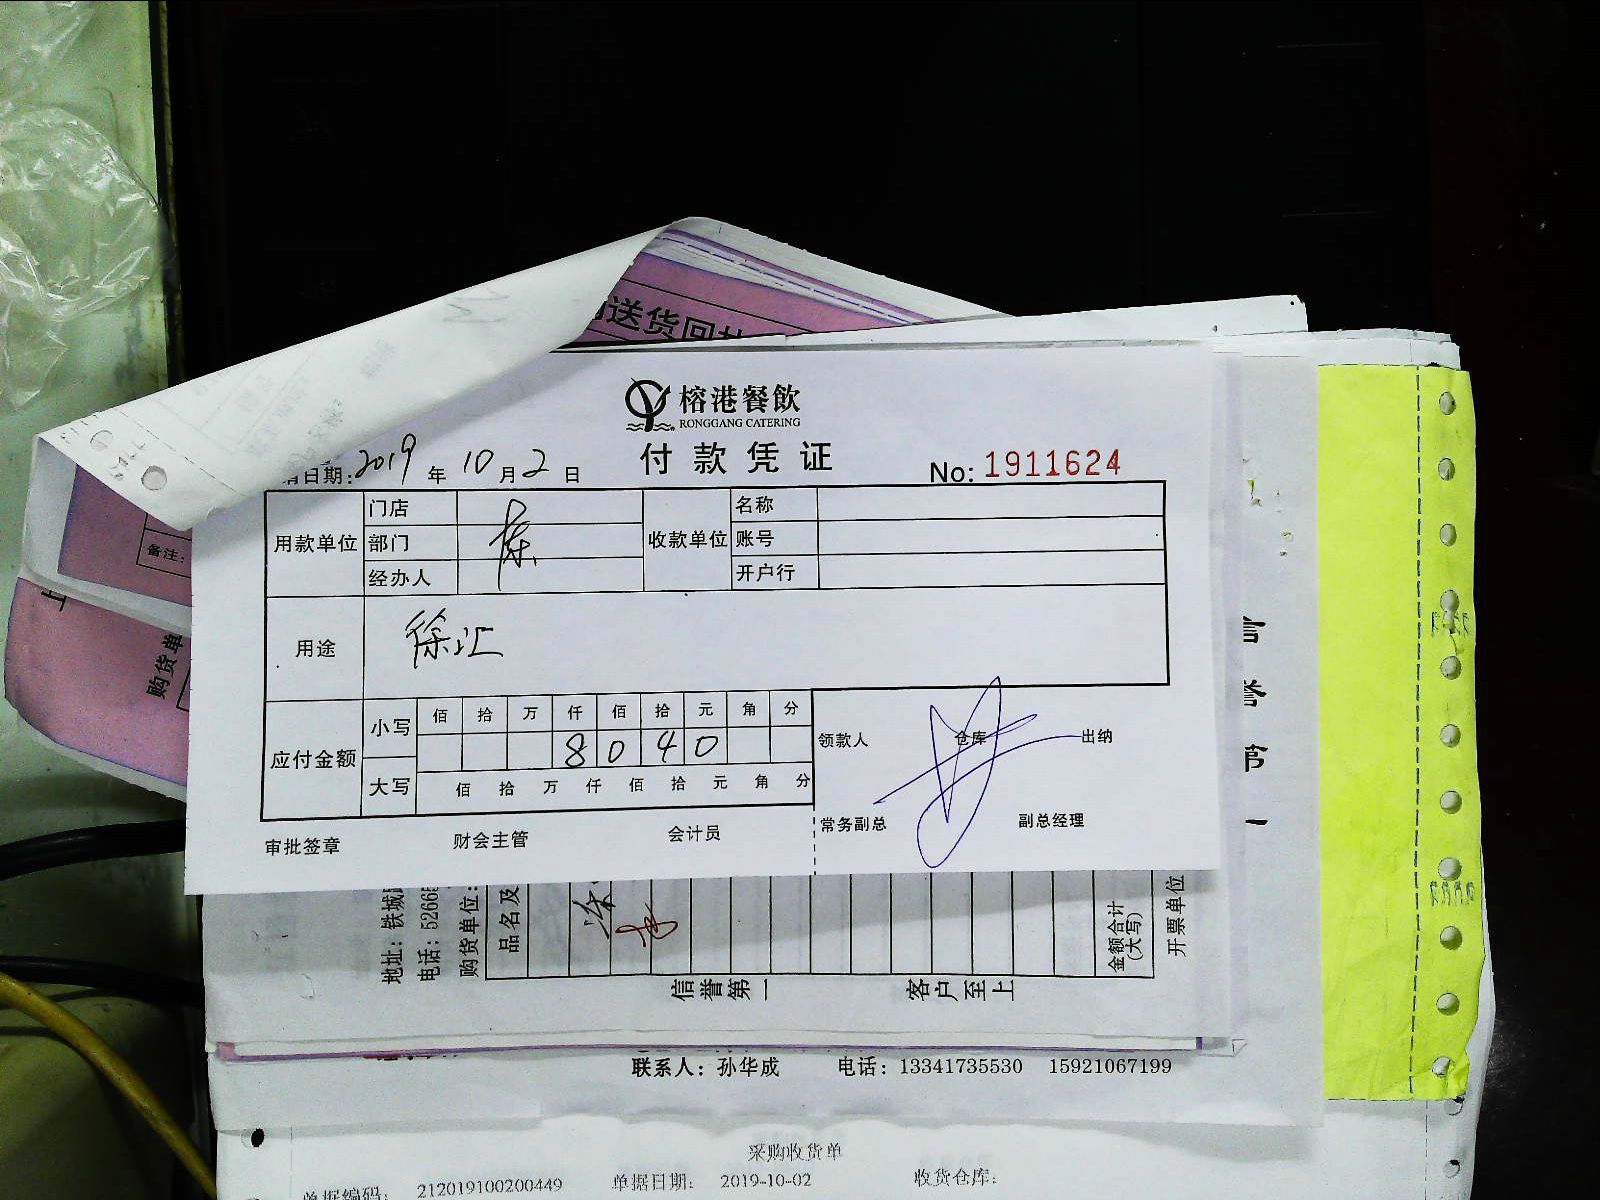 送货回
榕港餐飲
RONGGANG CATERING
付款凭证
日期: 2019 年 10 月 2 日
No: 1911624
用款单位 门店 收款单位 名称
部门 账号
经办人 开户行
备注:
用途 徐汇
购货单
应付金额 小写 佰 拾 万 仟 佰 拾 元 角 分
8 0 4 0
大写 佰 拾 万 仟 佰 拾 元 角 分
领款人 仓库 出纳
常务副总 副总经理
审批签章 财会主管 会计员
言誉第一
地址: 铁城
电话: 5266
购货单位:
品名及
金额合计
(大写)
开票单位
信誉第一 客户至上
联系人: 孙华成 电话: 13341735530 15921067199
采购收货单
单据编码: 212019100200449 单据日期: 2019-10-02 收货仓库: